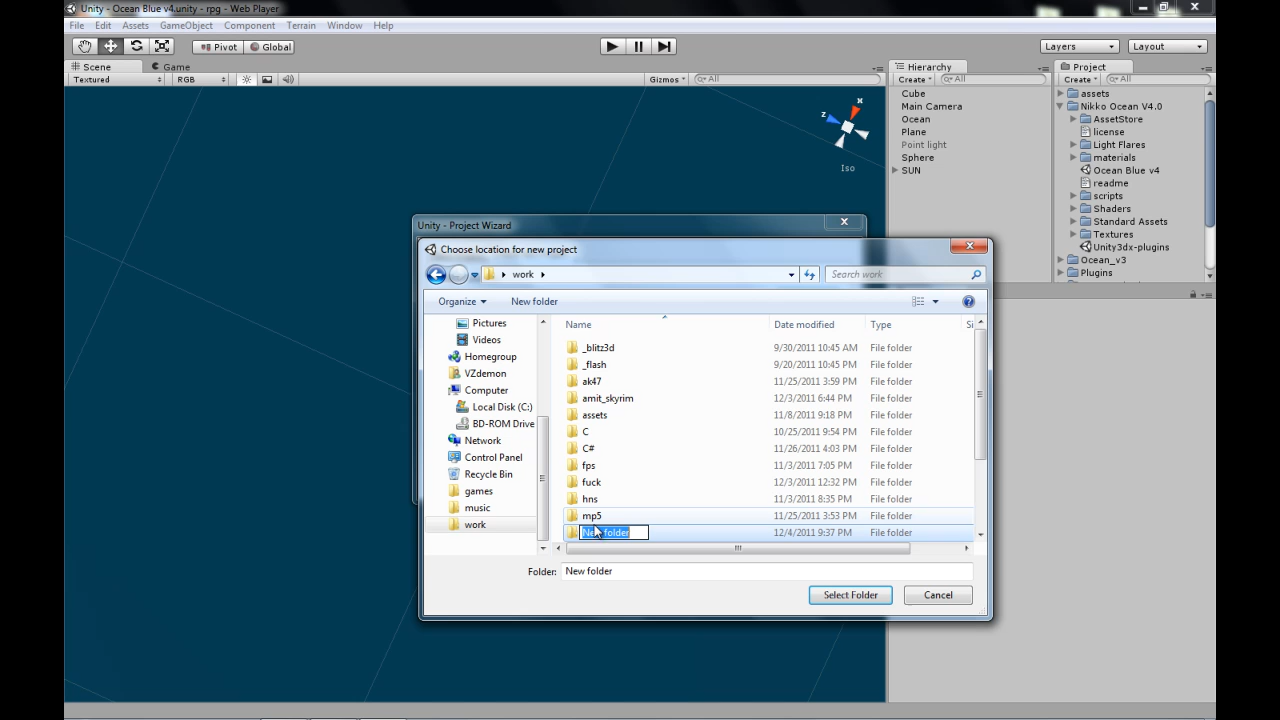 Unity - Ocean Blue v4.unity - rpg - Web Player
File Edit Assets GameObject Component Terrain Window Help
Pivot Global Layers Layout
Scene Game
Textured RGB Gizmos All
Hierarchy
Create All
Cube
Main Camera
Ocean
Plane
Point light
Sphere
SUN
Project
Create All
assets
Nikko Ocean V4.0
AssetStore
license
Light Flares
materials
Ocean Blue v4
readme
scripts
Shaders
Standard Assets
Textures
Unity3dx-plugins
Ocean_v3
Plugins
z x
Iso
Unity - Project Wizard
Choose location for new project
work
Search work
Organize New folder
Pictures
Videos
Homegroup
VZdemon
Computer
Local Disk (C:)
BD-ROM Drive
Network
Control Panel
Recycle Bin
games
music
work
Name Date modified Type Si
_blitz3d 9/30/2011 10:45 AM File folder
_flash 9/20/2011 10:45 PM File folder
ak47 11/25/2011 3:59 PM File folder
amit_skyrim 12/3/2011 6:44 PM File folder
assets 11/8/2011 9:18 PM File folder
C 10/25/2011 9:54 PM File folder
C# 11/26/2011 4:03 PM File folder
fps 11/3/2011 7:05 PM File folder
fuck 12/3/2011 12:32 PM File folder
hns 11/3/2011 8:35 PM File folder
mp5 11/25/2011 3:53 PM File folder
New folder 12/4/2011 9:37 PM File folder
Folder: New folder
Select Folder Cancel